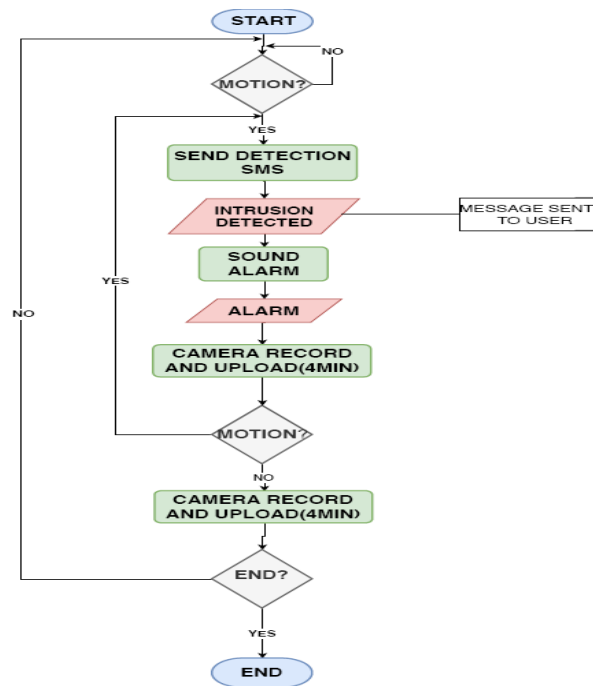 START
NO
MOTION?
YES
SEND DETECTION
SMS
INTRUSION
DETECTED
MESSAGE SENT
TO USER
SOUND
ALARM
YES
NO
ALARM
CAMERA RECORD
AND UPLOAD(4MIN)
MOTION?
NO
CAMERA RECORD
AND UPLOAD(4MIN)
END?
YES
END